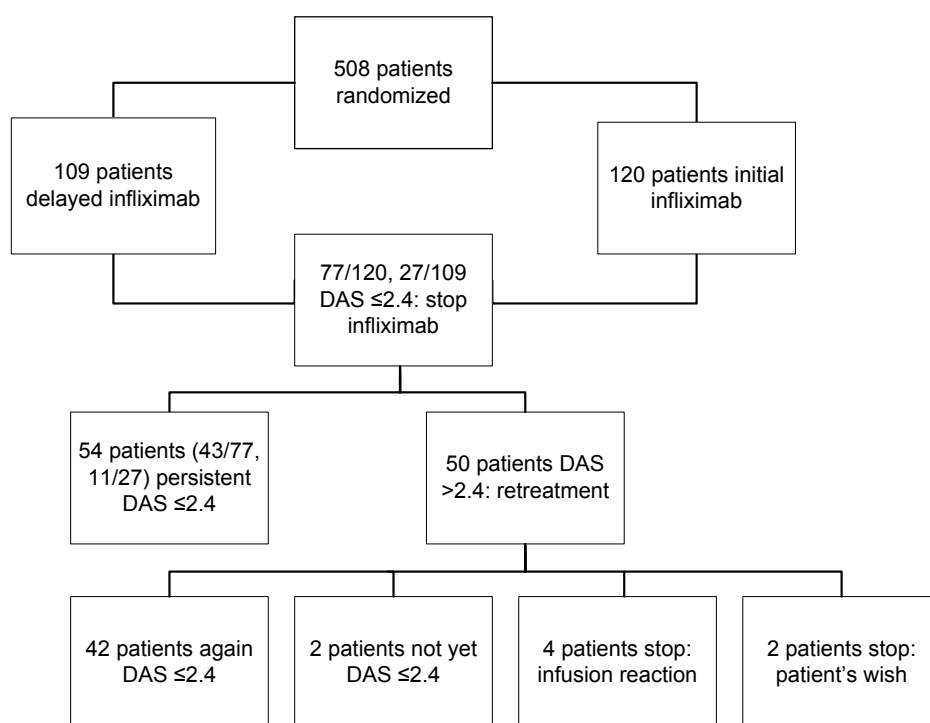 508 patients
randomized
109 patients
delayed infliximab
120 patients initial
infliximab
77/120, 27/109
DAS ≤2.4: stop
infliximab
54 patients (43/77,
11/27) persistent
DAS ≤2.4
50 patients DAS
>2.4: retreatment
42 patients again
DAS ≤2.4
2 patients not yet
DAS ≤2.4
4 patients stop:
infusion reaction
2 patients stop:
patient’s wish